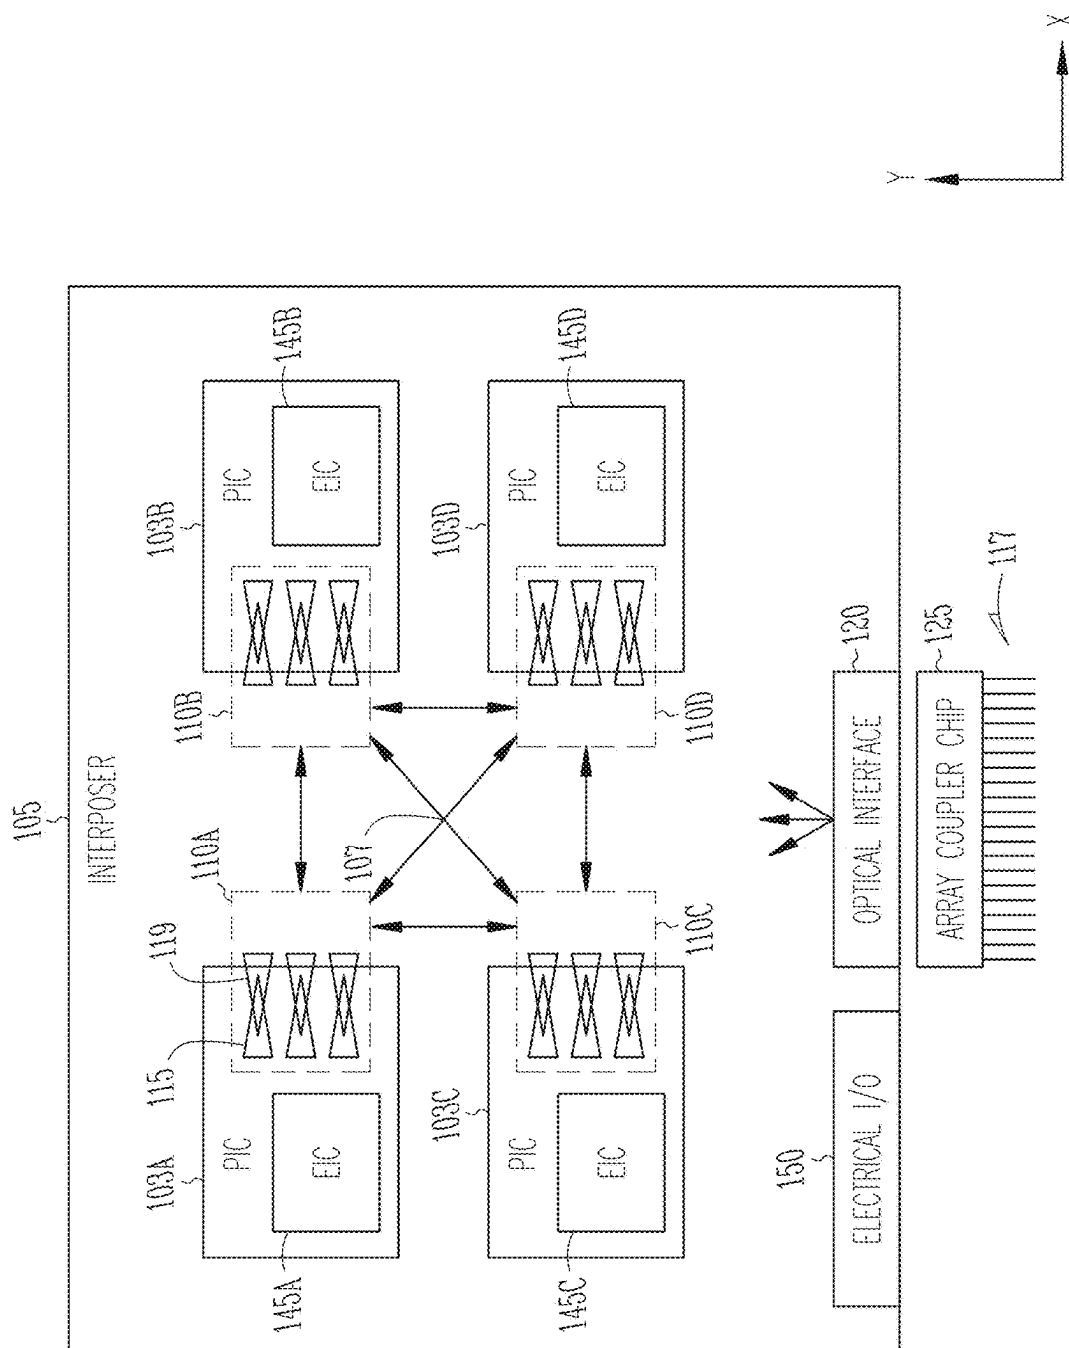 105
INTERPOSER
103A
115
119
103B
110A
110B
PIC
PIC
145A
145B
EIC
EIC
107
103C
103D
PIC
PIC
145C
145D
EIC
EIC
110C
110D
150
120
ELECTRICAL I/O
OPTICAL INTERFACE
125
ARRAY COUPLER CHIP
117
Y
X